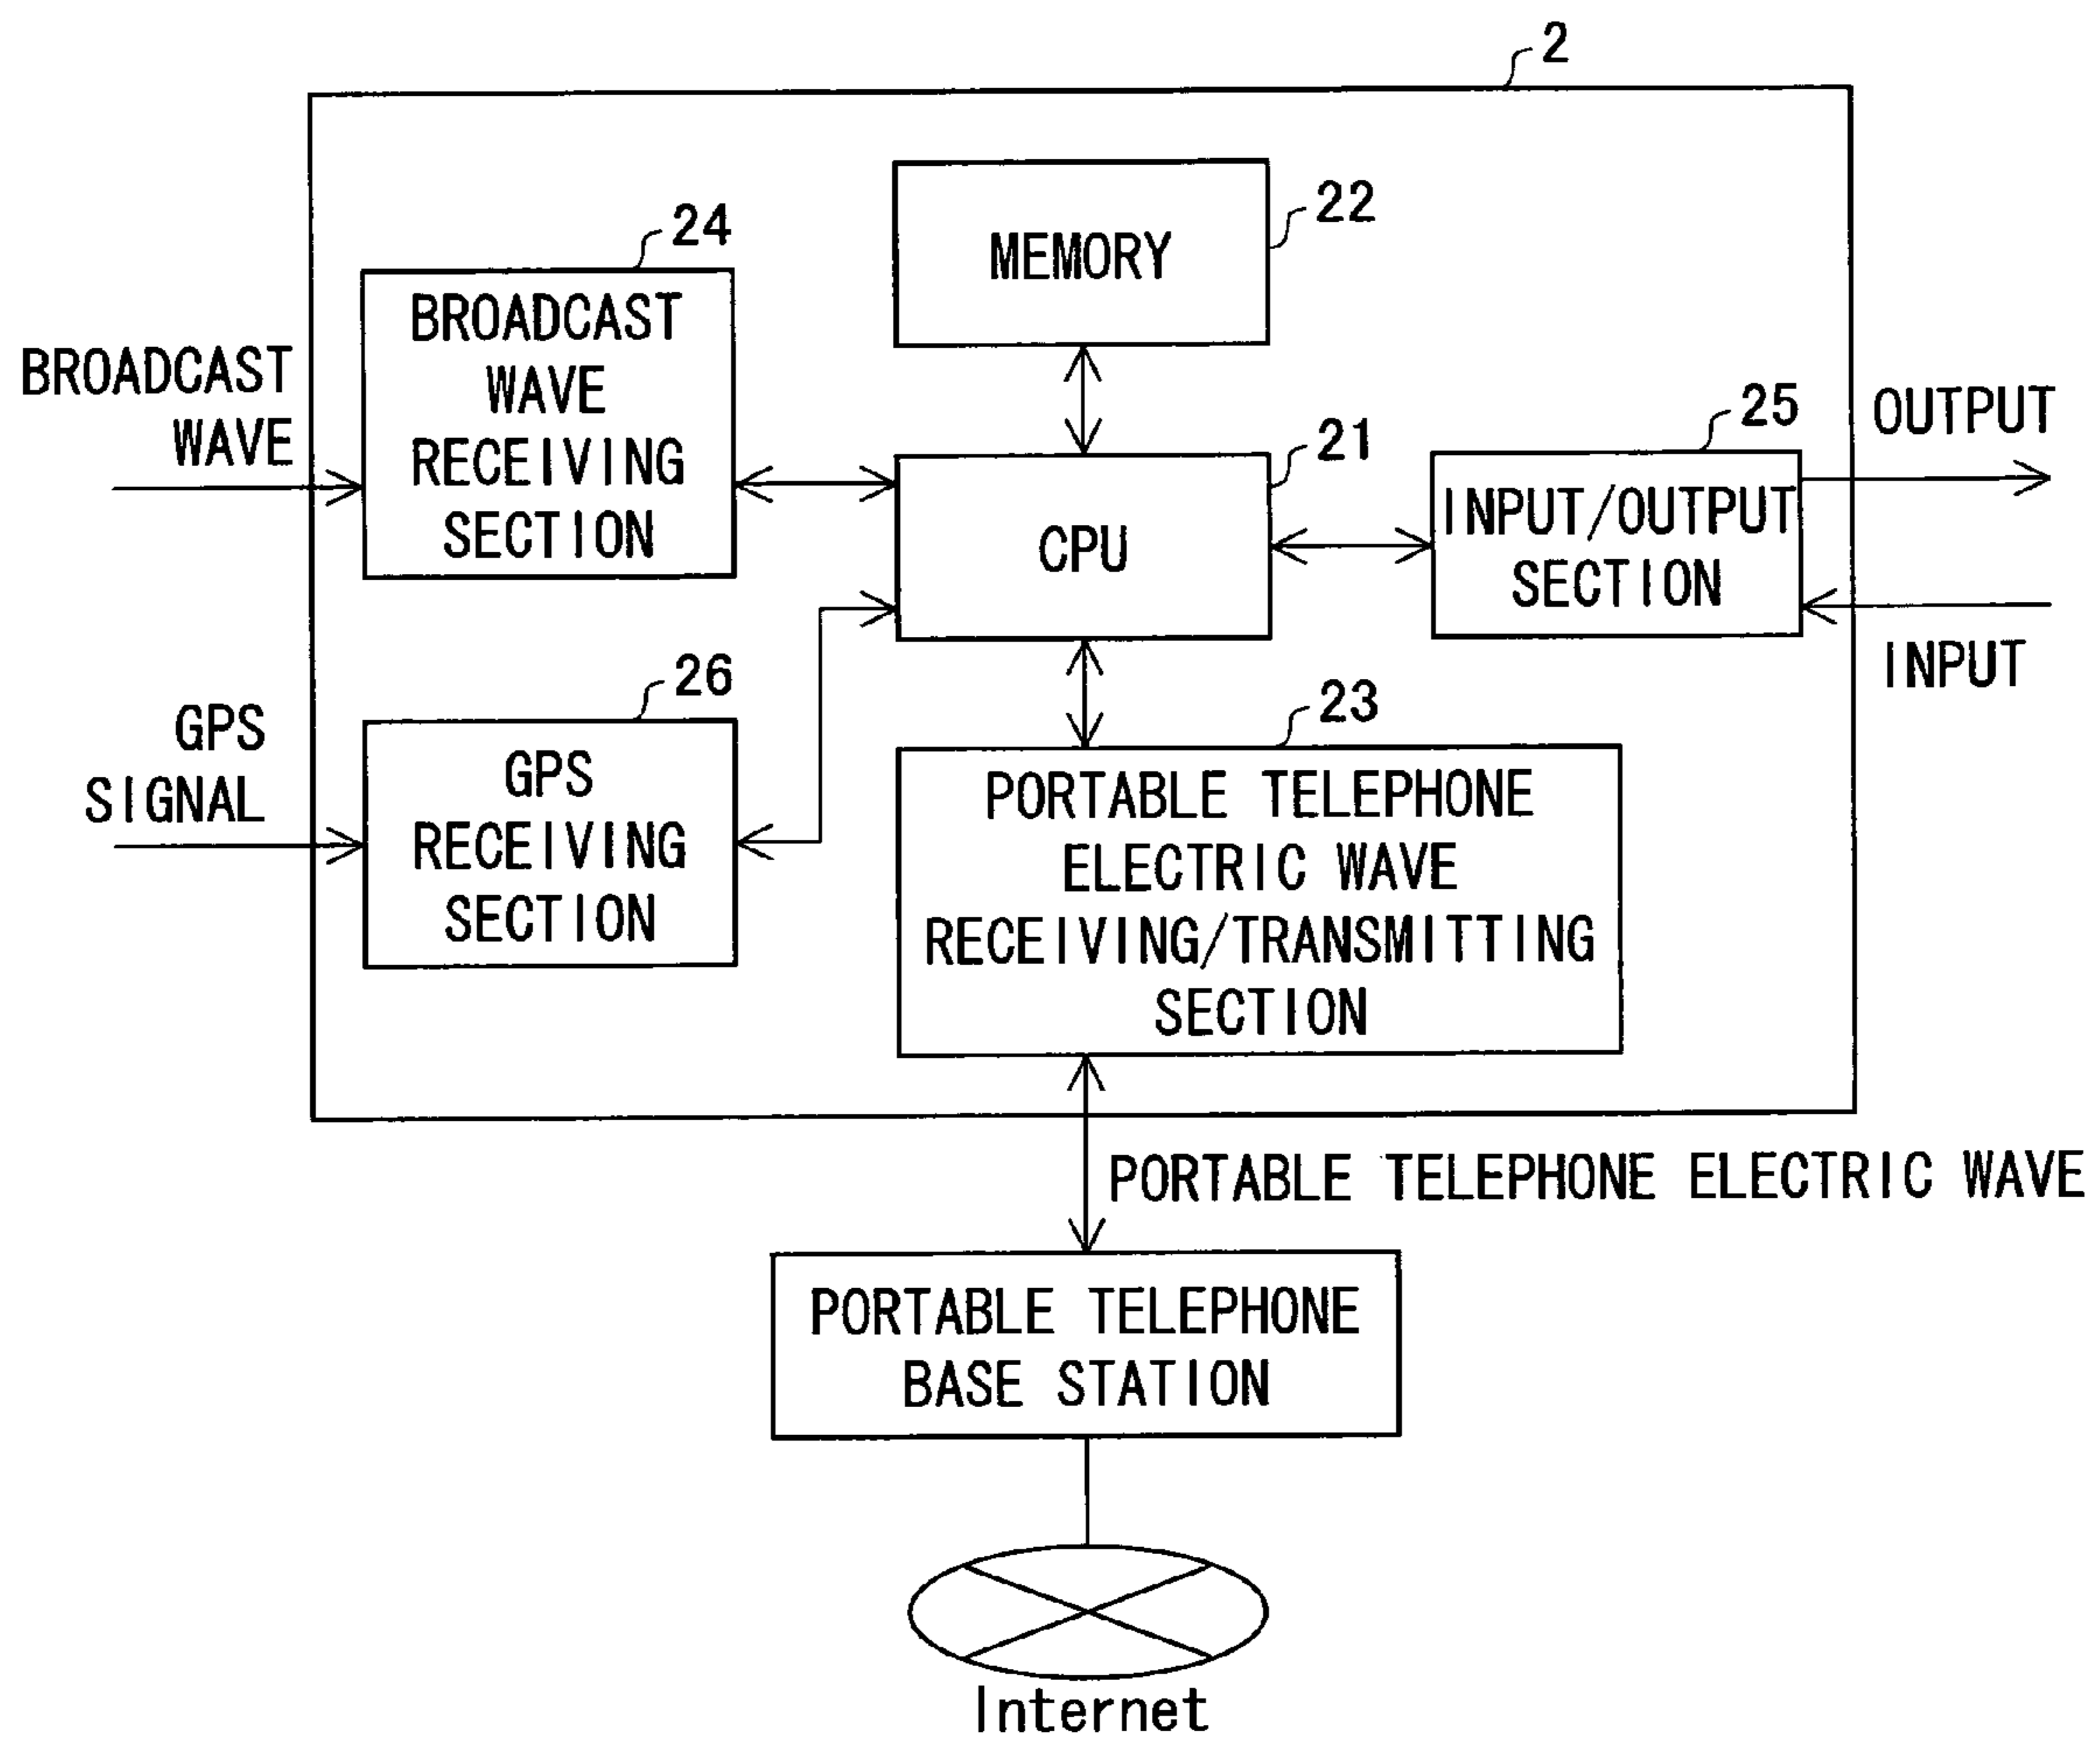 2
24
22
MEMORY
BROADCAST
WAVE
RECEIVING
SECTION
BROADCAST
WAVE
21
CPU
25
INPUT/OUTPUT
SECTION
OUTPUT
INPUT
26
GPS
RECEIVING
SECTION
GPS
SIGNAL
23
PORTABLE TELEPHONE
ELECTRIC WAVE
RECEIVING/TRANSMITTING
SECTION
PORTABLE TELEPHONE ELECTRIC WAVE
PORTABLE TELEPHONE
BASE STATION
Internet